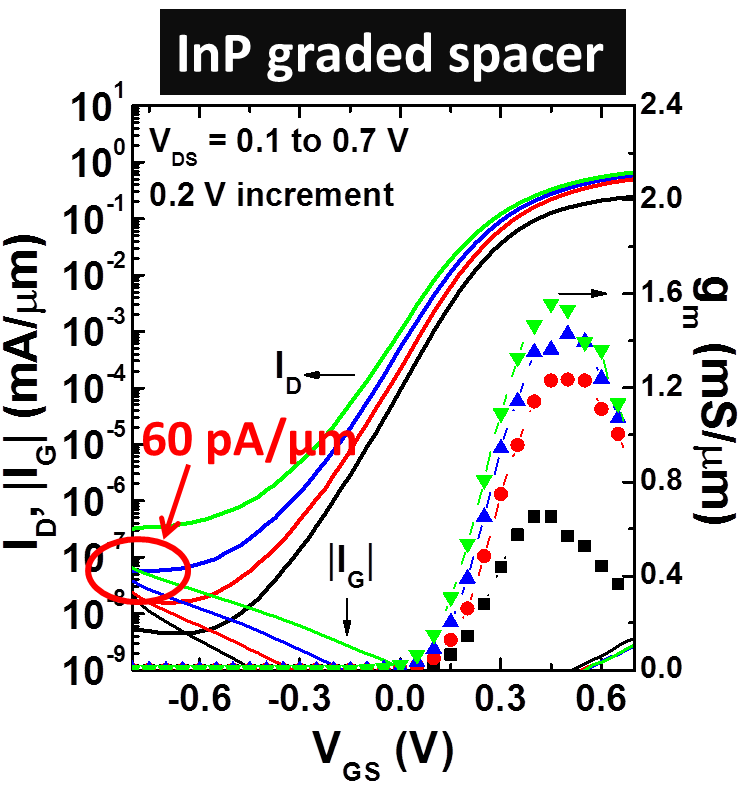 InP graded spacer
V_DS = 0.1 to 0.7 V
0.2 V increment
I_D
60 pA/μm
|I_G|
I_D, |I_G| (mA/μm)
10^1
10^0
10^-1
10^-2
10^-3
10^-4
10^-5
10^-6
10^-7
10^-8
10^-9
2.4
2.0
1.6
1.2
0.8
0.4
0.0
g_m (mS/μm)
-0.6 -0.3 0.0 0.3 0.6
V_GS (V)